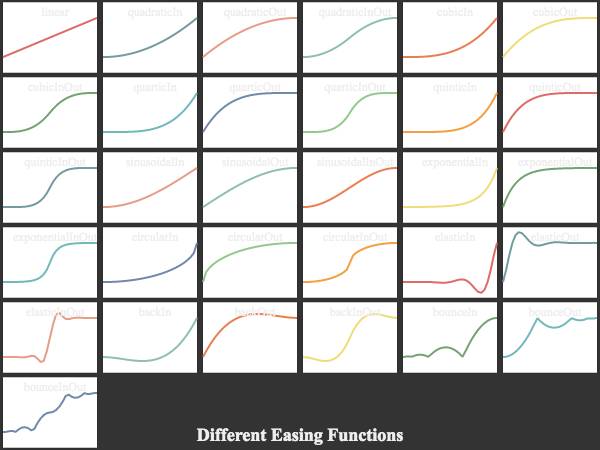 linear
quadraticIn
quadraticOut
quadraticInOut
cubicIn
cubicOut
cubicInOut
quarticIn
quarticOut
quarticInOut
quinticIn
quinticOut
quinticInOut
sinusoidalIn
sinusoidalOut
sinusoidalInOut
exponentialIn
exponentialOut
exponentialInOut
circularIn
circularOut
circularInOut
elasticIn
elasticOut
elasticInOut
backIn
backOut
backInOut
bounceIn
bounceOut
bounceInOut
Different Easing Functions